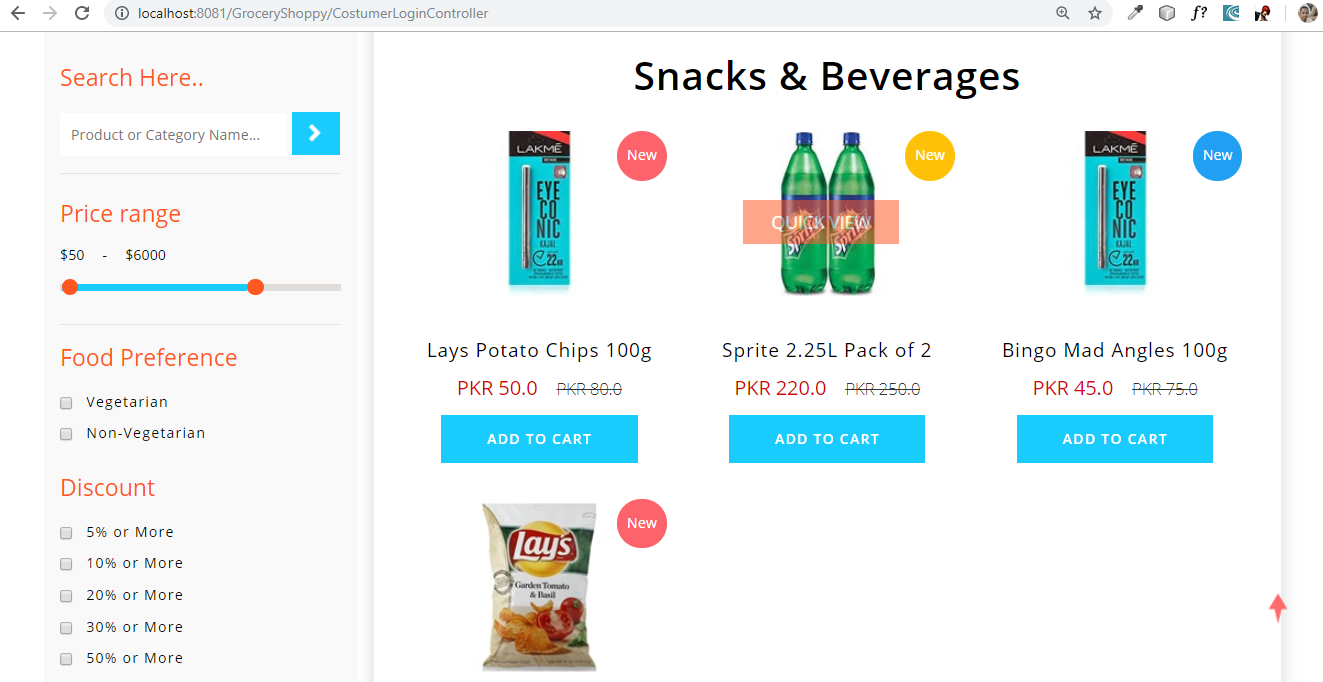 localhost:8081/GroceryShoppy/CostumerLoginController
f?
Search Here..
Product or Category Name...
Price range
$50 - $6000
Food Preference
Vegetarian
Non-Vegetarian
Discount
5% or More
10% or More
20% or More
30% or More
50% or More
Snacks & Beverages
LAKMÉ
EYE
CO
NIC
KAJAL
22HR
New
Lays Potato Chips 100g
PKR 50.0 PKR 80.0
ADD TO CART
QUICK VIEW
Sprite
Sprite
New
Sprite 2.25L Pack of 2
PKR 220.0 PKR 250.0
ADD TO CART
LAKMÉ
EYE
CO
NIC
KAJAL
22HR
New
Bingo Mad Angles 100g
PKR 45.0 PKR 75.0
ADD TO CART
Lay's
Garden Tomato
& Basil
New